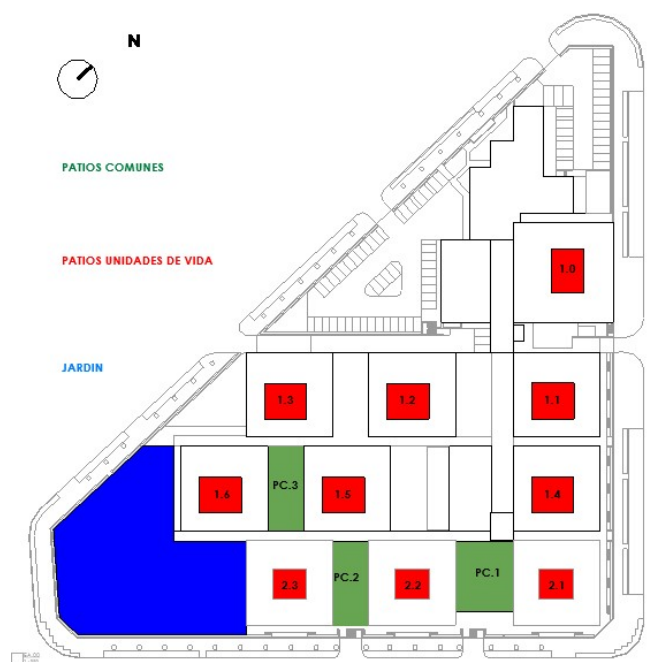 N
PATIOS COMUNES
PATIOS UNIDADES DE VIDA
1.0
JARDIN
1.3
1.2
1.1
1.6
PC.3
1.5
1.4
2.3
PC.2
2.2
PC.1
2.1